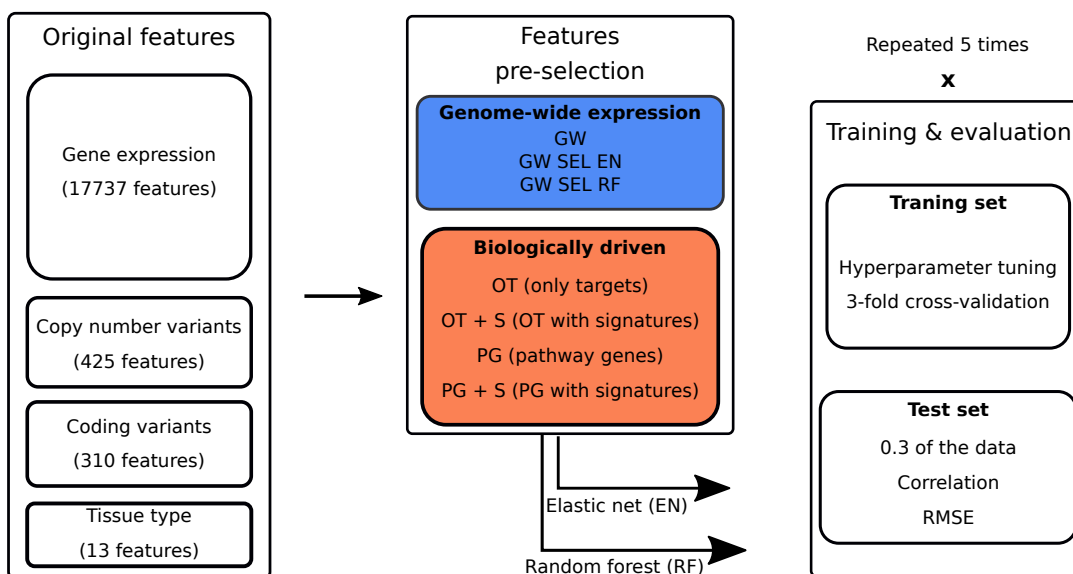 Original features
Gene expression
(17737 features)
Copy number variants
(425 features)
Coding variants
(310 features)
Tissue type
(13 features)
Features
pre-selection
Genome-wide expression
GW
GW SEL EN
GW SEL RF
Biologically driven
OT (only targets)
OT + S (OT with signatures)
PG (pathway genes)
PG + S (PG with signatures)
Elastic net (EN)
Random forest (RF)
Repeated 5 times
x
Training & evaluation
Traning set
Hyperparameter tuning
3-fold cross-validation
Test set
0.3 of the data
Correlation
RMSE